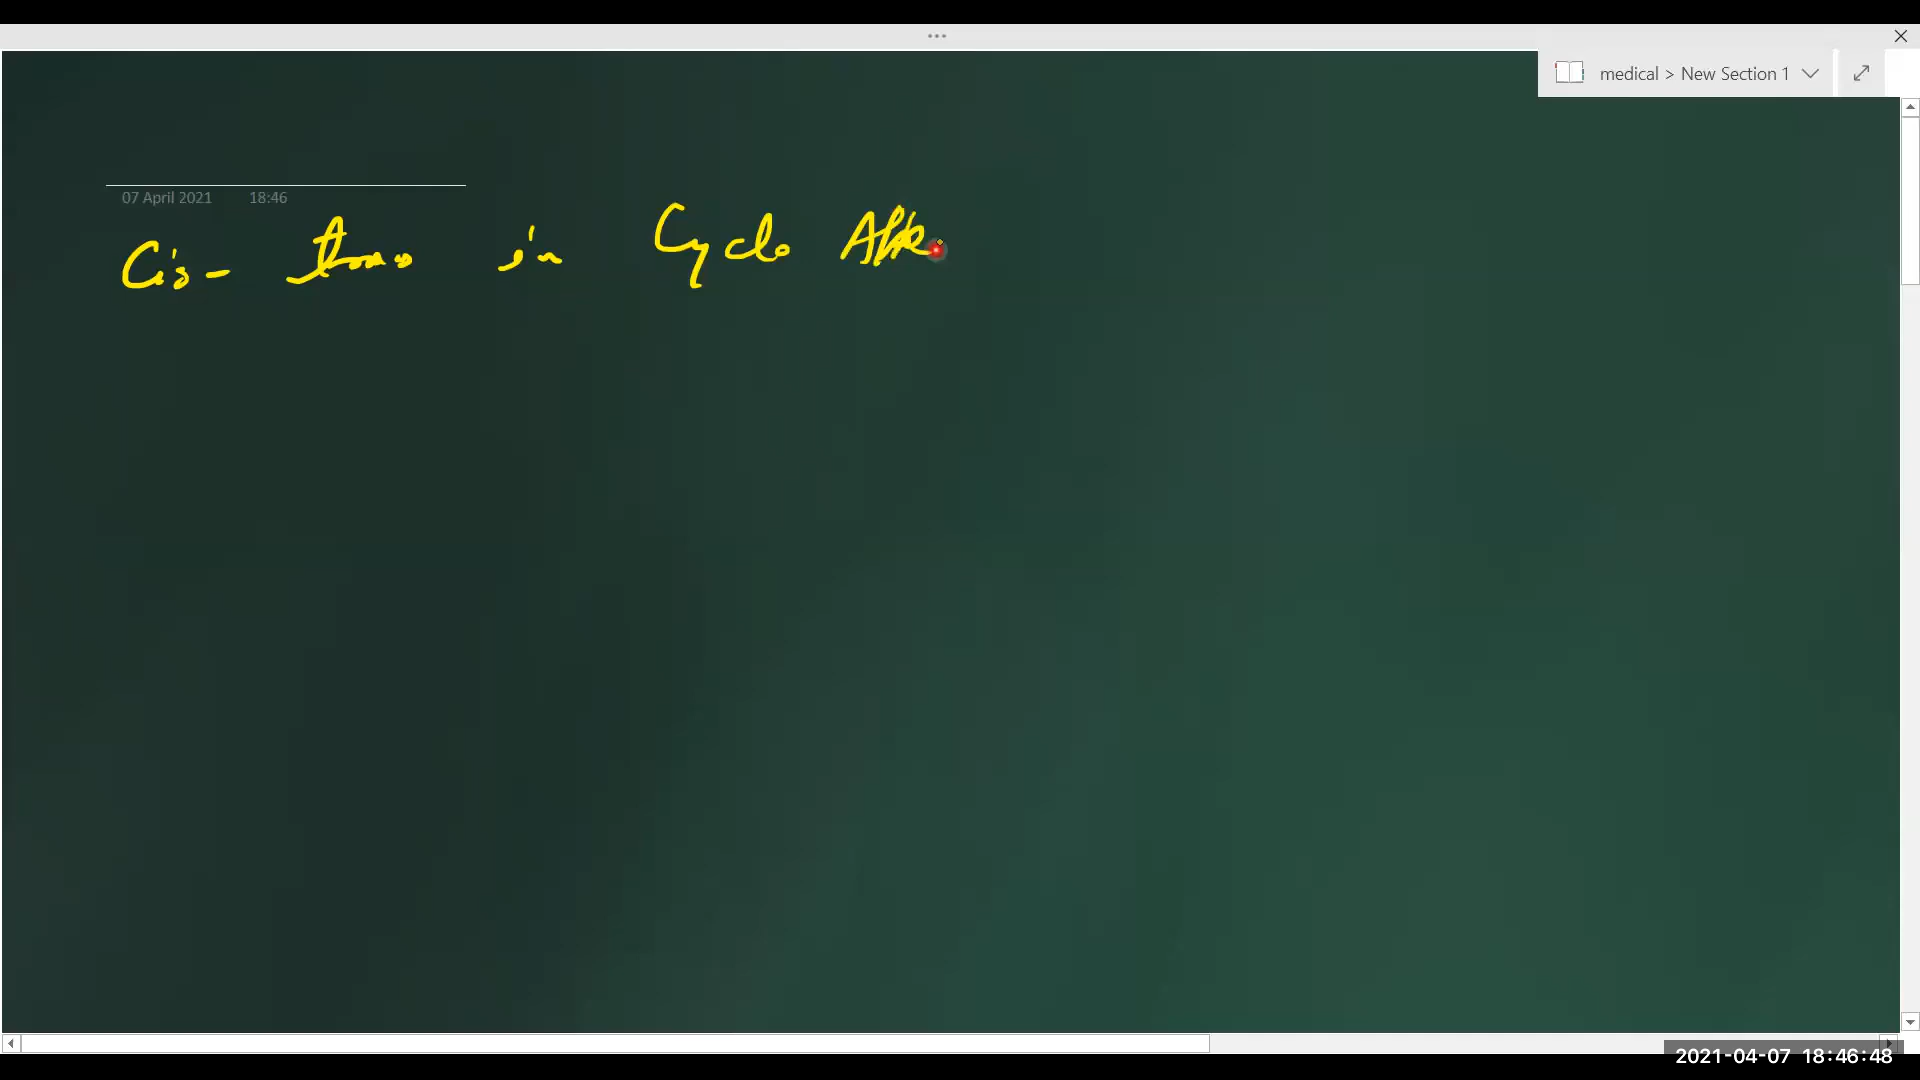 medical > New Section 1
07 April 2021 18:46
Cis - trans in Cyclo
2021-04-07 18:46:48